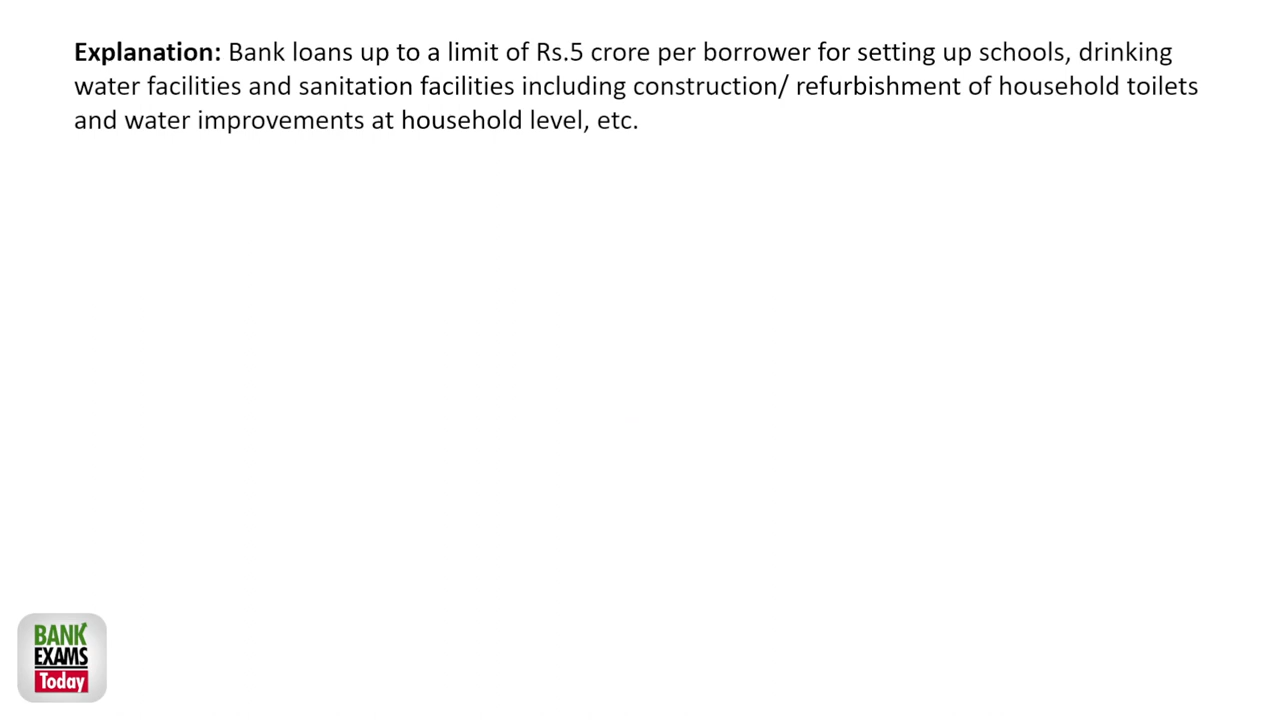 Explanation: Bank loans up to a limit of Rs.5 crore per borrower for setting up schools, drinking
water facilities and sanitation facilities including construction/ refurbishment of household toilets
and water improvements at household level, etc.
BANK
EXAMS
Today